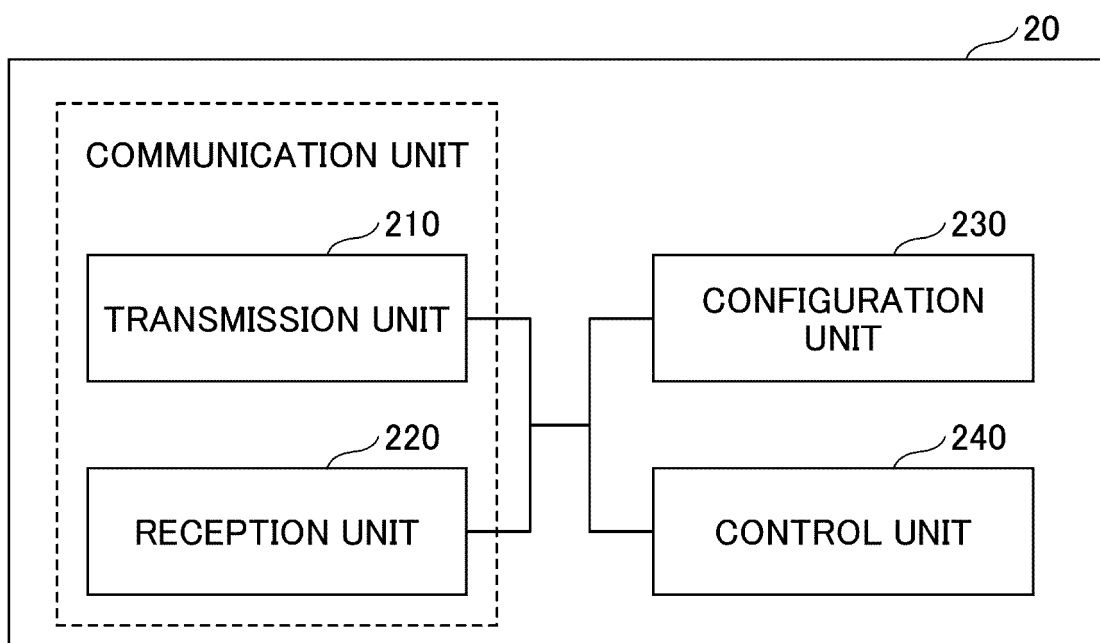 20
COMMUNICATION UNIT
210
TRANSMISSION UNIT
220
RECEPTION UNIT
230
CONFIGURATION
UNIT
240
CONTROL UNIT